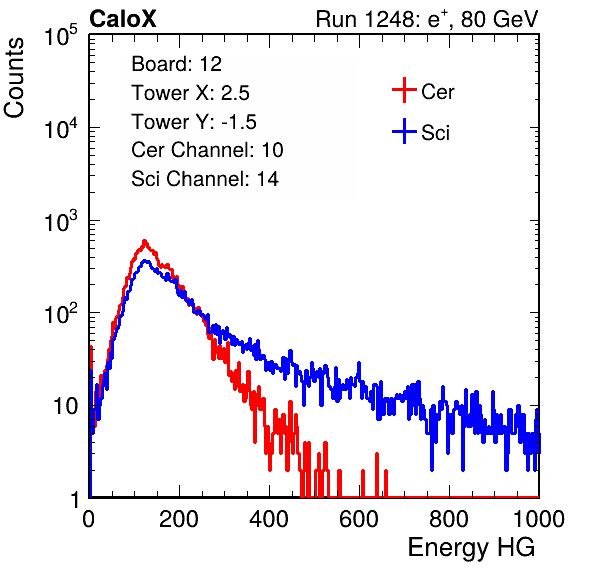 CaloX Run 1248: e⁺, 80 GeV
Counts
10⁵
10⁴
10³
10²
10
1
Board: 12
Tower X: 2.5
Tower Y: -1.5
Cer Channel: 10
Sci Channel: 14
Cer
Sci
0 200 400 600 800 1000
Energy HG